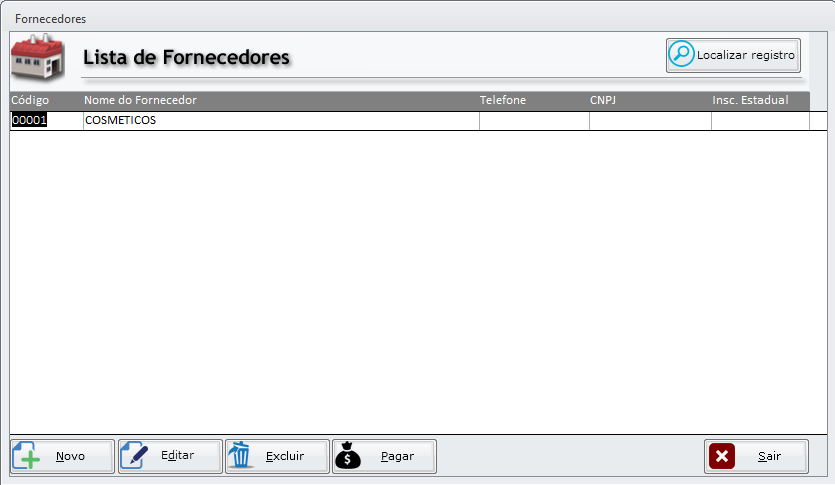 Fornecedores
Lista de Fornecedores
Localizar registro
Código Nome do Fornecedor Telefone CNPJ Insc. Estadual
00001 COSMETICOS
Novo Editar Excluir Pagar Sair